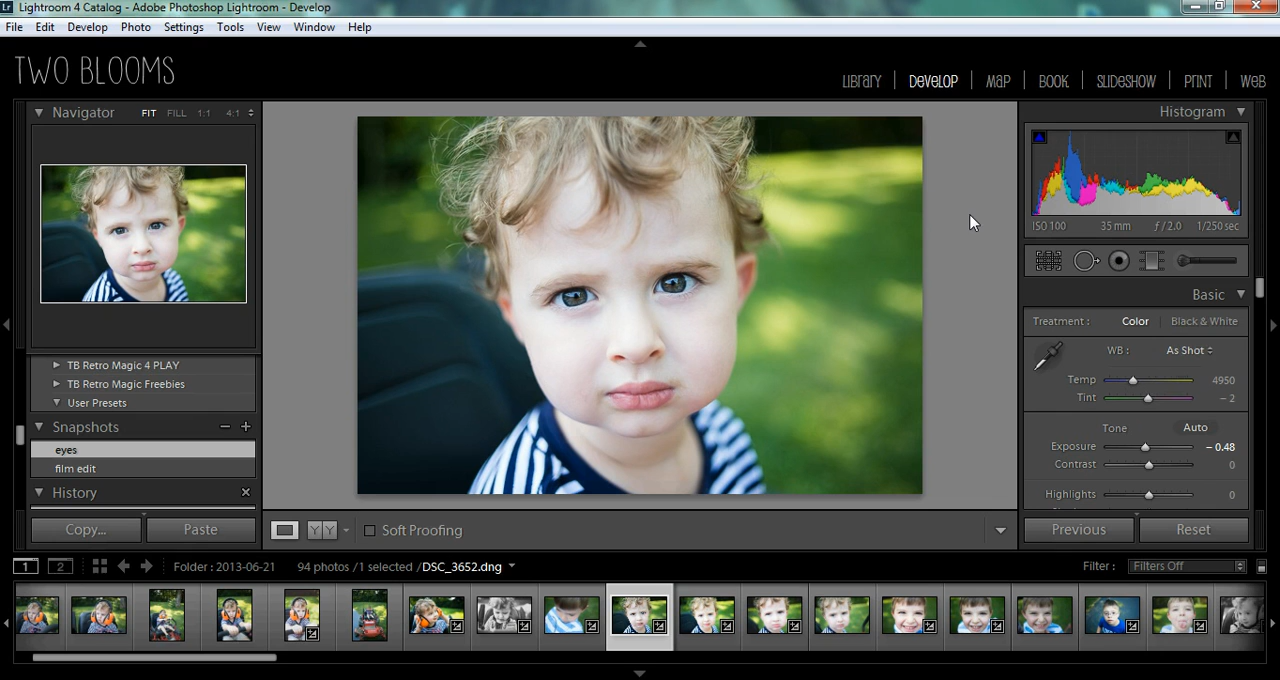 Lightroom 4 Catalog - Adobe Photoshop Lightroom - Develop
File Edit Develop Photo Settings Tools View Window Help
TWO BLOOMS
LIBRARY | DEVELOP | MAP | BOOK | SLIDESHOW | PRINT | WEB
Navigator FIT FILL 1:1 4:1
Histogram
ISO 100 35 mm ƒ / 2.0 1/250 sec
Basic
Treatment : Color | Black & White
WB : As Shot
Temp 4950
Tint – 2
Tone Auto
Exposure – 0.48
Contrast 0
Highlights 0
TB Retro Magic 4 PLAY
TB Retro Magic Freebies
User Presets
Snapshots – +
eyes
film edit
History ×
Copy... Paste
YY Soft Proofing
Previous Reset
1 2 Folder : 2013-06-21 94 photos /1 selected /DSC_3652.dng Filter : Filters Off